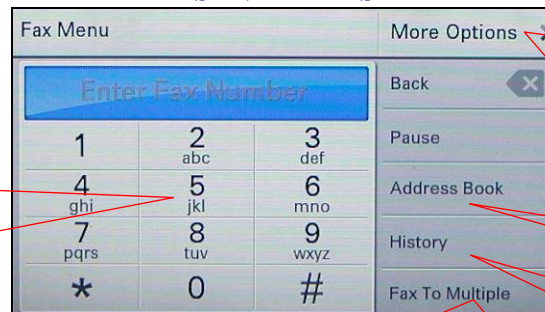 Fax Menu
More Options
Enter Fax Number
Back
1
2
abc
3
def
Pause
4
ghi
5
jkl
6
mno
Address Book
7
pqrs
8
tuv
9
wxyz
History
*
0
#
Fax To Multiple